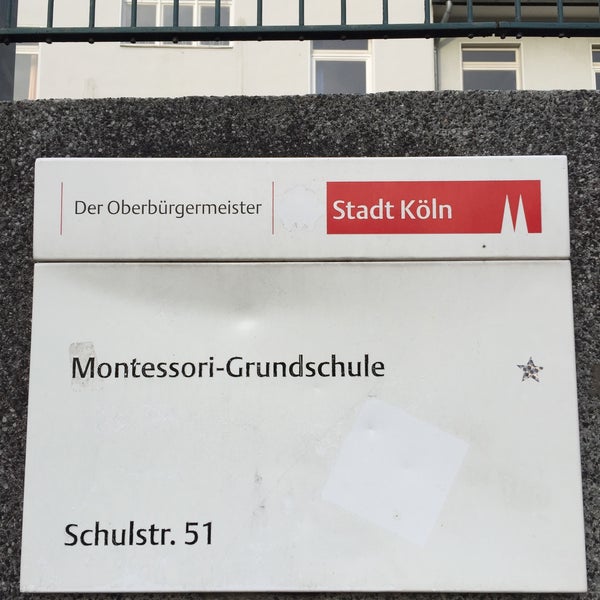 Der Oberbürgermeister
Stadt Köln
Montessori-Grundschule
Schulstr. 51